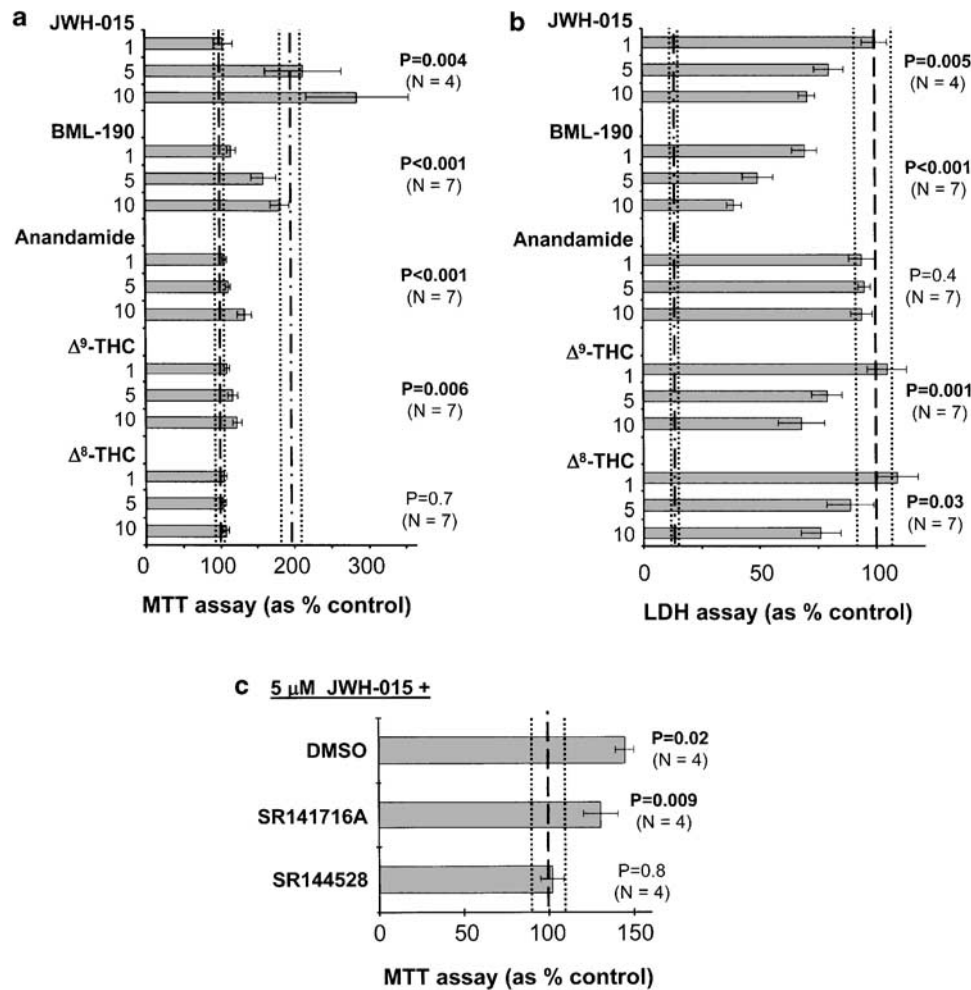 a
JWH-015
1
5
10
P=0.004
(N = 4)
BML-190
1
5
10
P<0.001
(N = 7)
Anandamide
1
5
10
P<0.001
(N = 7)
Δ⁹-THC
1
5
10
P=0.006
(N = 7)
Δ⁸-THC
1
5
10
P=0.7
(N = 7)
0 100 200 300
MTT assay (as % control)
b
JWH-015
1
5
10
P=0.005
(N = 4)
BML-190
1
5
10
P<0.001
(N = 7)
Anandamide
1
5
10
P=0.4
(N = 7)
Δ⁹-THC
1
5
10
P=0.001
(N = 7)
Δ⁸-THC
1
5
10
P=0.03
(N = 7)
0 50 100
LDH assay (as % control)
c 5 μM JWH-015 +
DMSO
P=0.02
(N = 4)
SR141716A
P=0.009
(N = 4)
SR144528
P=0.8
(N = 4)
0 50 100 150
MTT assay (as % control)